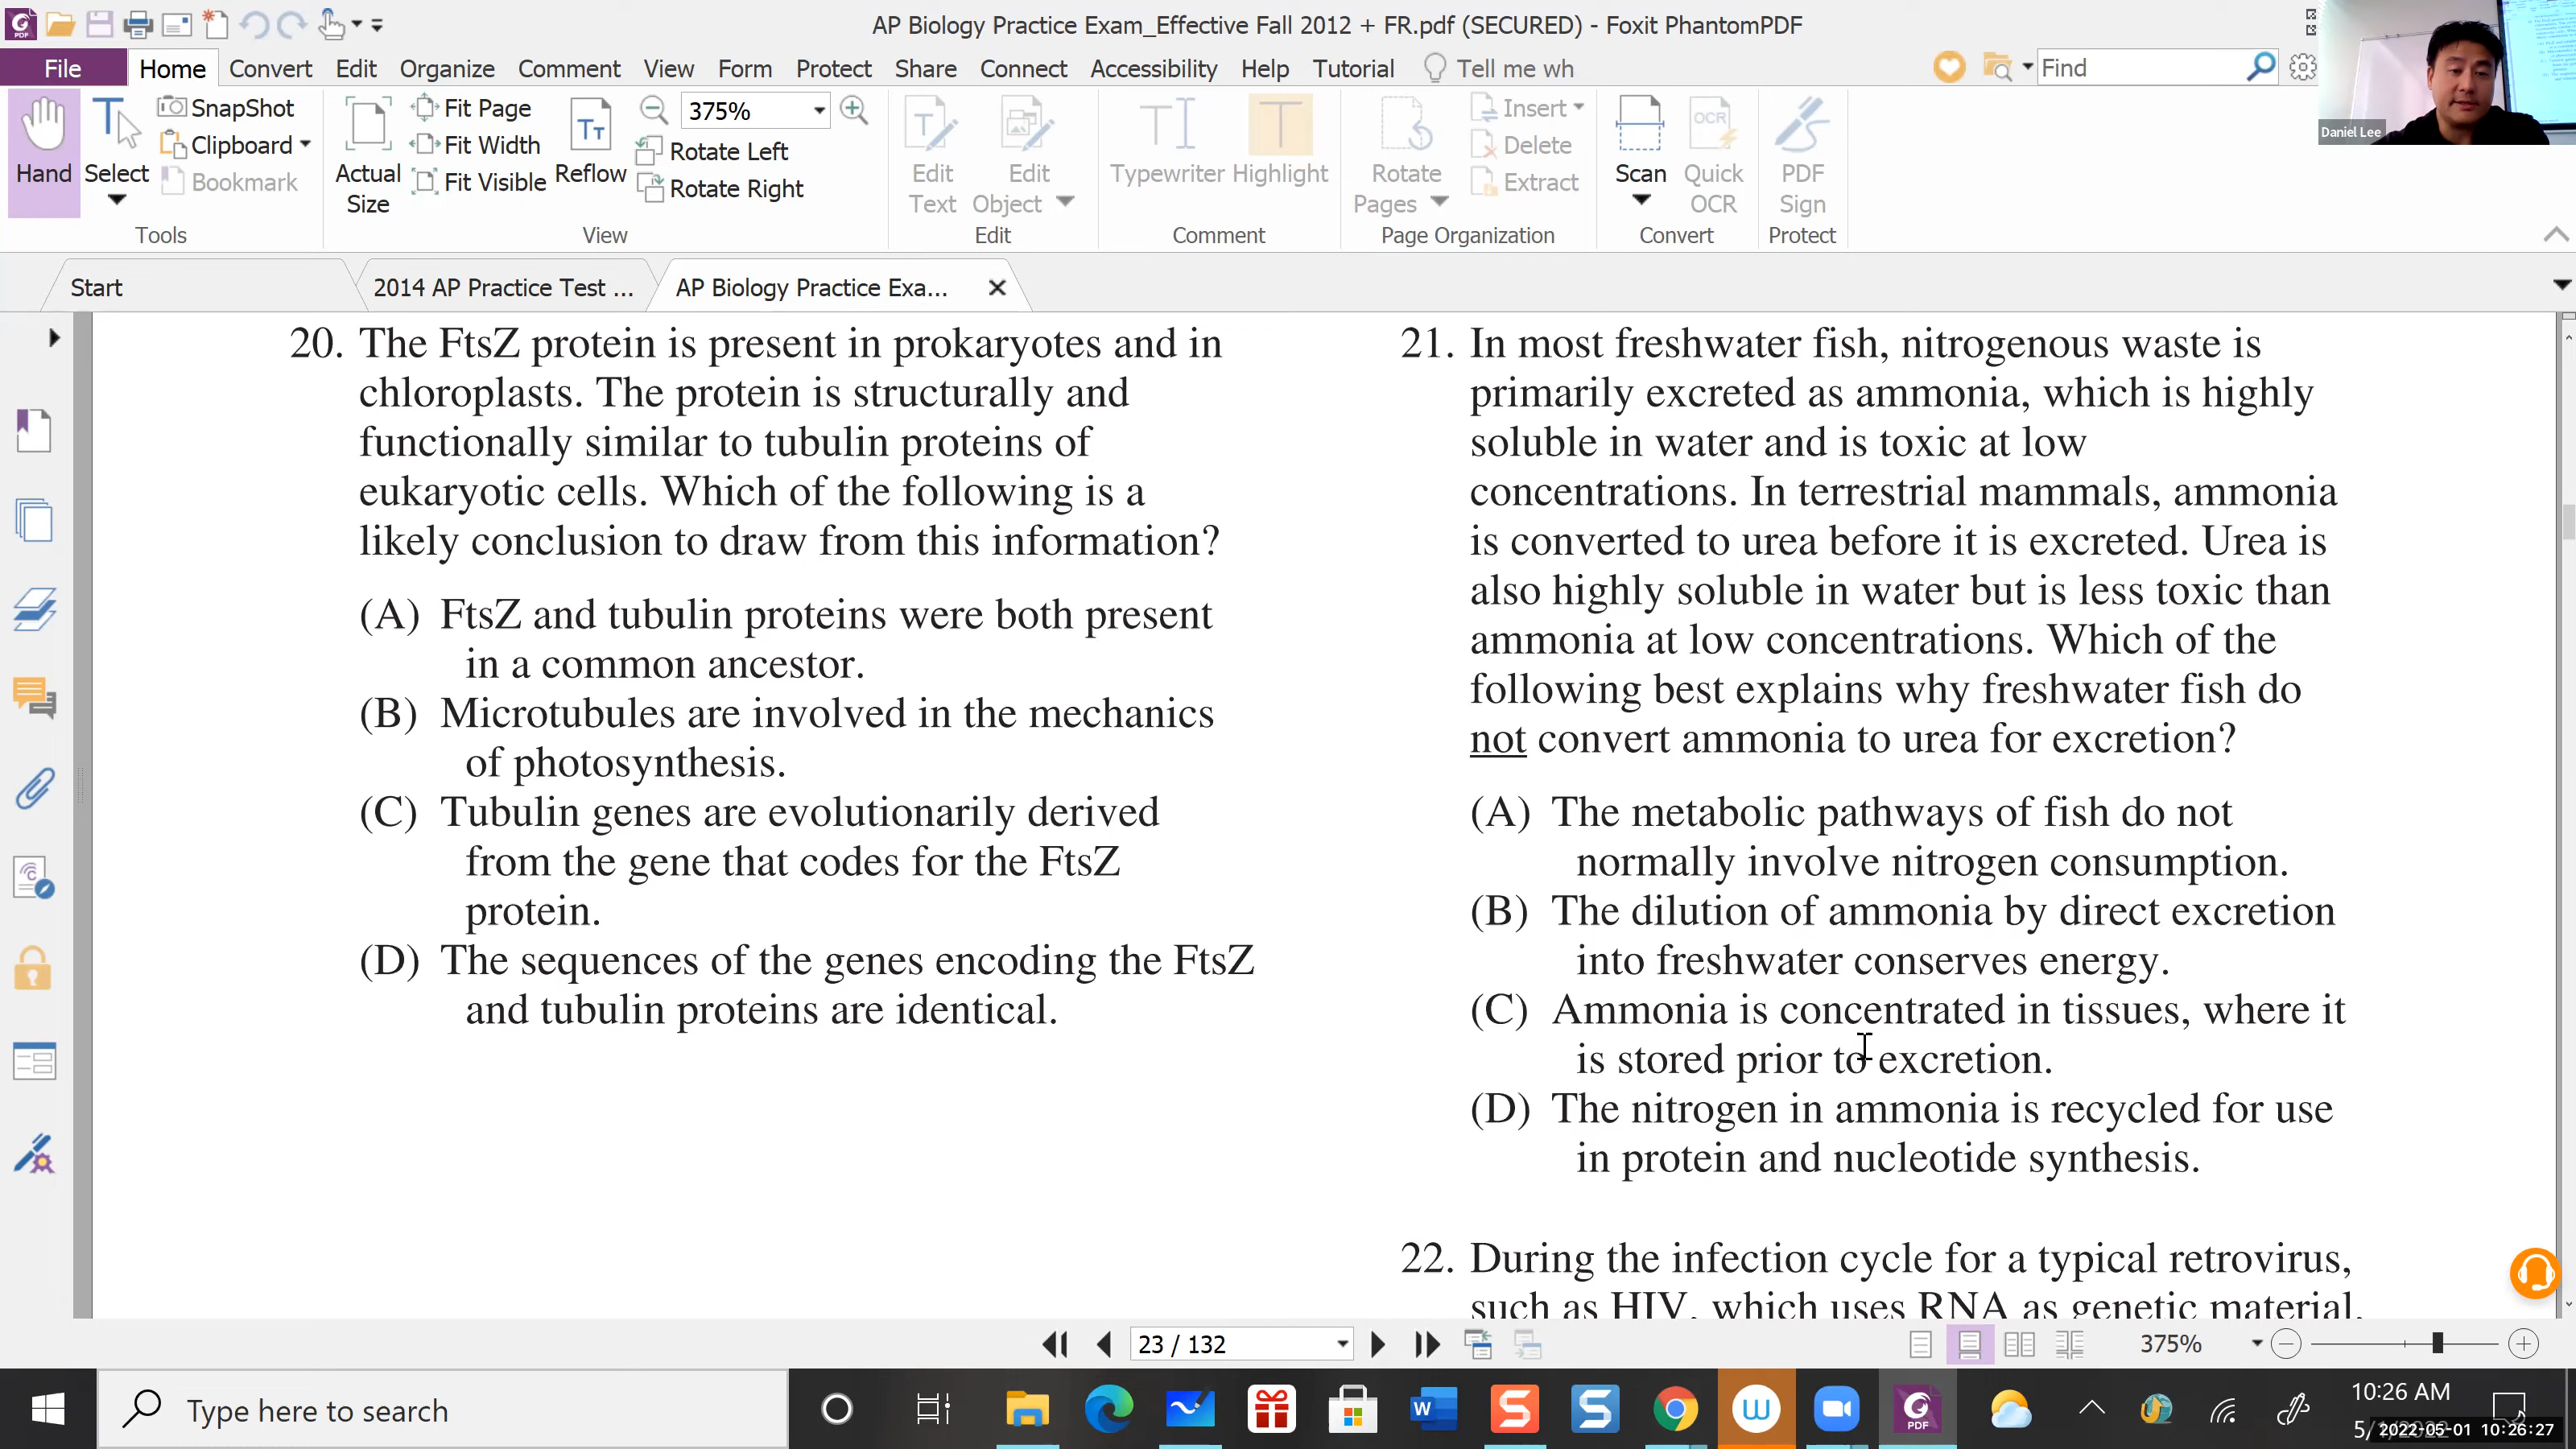 AP Biology Practice Exam_Effective Fall 2012 + FR.pdf (SECURED) - Foxit PhantomPDF
File Home Convert Edit Organize Comment View Form Protect Share Connect Accessibility Help Tutorial Tell me wh Find
Daniel Lee
Hand
Select
SnapShot
Clipboard
Bookmark
Tools
Actual Size
Fit Page
Fit Width
Fit Visible
Reflow
375%
Rotate Left
Rotate Right
View
Edit Text
Edit Object
Edit
Typewriter
Highlight
Comment
Rotate Pages
Insert
Delete
Extract
Page Organization
Scan
OCR
Quick OCR
Convert
PDF Sign
Protect
Start
2014 AP Practice Test ...
AP Biology Practice Exa...
20. The FtsZ protein is present in prokaryotes and in
chloroplasts. The protein is structurally and
functionally similar to tubulin proteins of
eukaryotic cells. Which of the following is a
likely conclusion to draw from this information?
(A) FtsZ and tubulin proteins were both present
in a common ancestor.
(B) Microtubules are involved in the mechanics
of photosynthesis.
(C) Tubulin genes are evolutionarily derived
from the gene that codes for the FtsZ
protein.
(D) The sequences of the genes encoding the FtsZ
and tubulin proteins are identical.
21. In most freshwater fish, nitrogenous waste is
primarily excreted as ammonia, which is highly
soluble in water and is toxic at low
concentrations. In terrestrial mammals, ammonia
is converted to urea before it is excreted. Urea is
also highly soluble in water but is less toxic than
ammonia at low concentrations. Which of the
following best explains why freshwater fish do
not convert ammonia to urea for excretion?
(A) The metabolic pathways of fish do not
normally involve nitrogen consumption.
(B) The dilution of ammonia by direct excretion
into freshwater conserves energy.
(C) Ammonia is concentrated in tissues, where it
is stored prior to excretion.
(D) The nitrogen in ammonia is recycled for use
in protein and nucleotide synthesis.
22. During the infection cycle for a typical retrovirus,
such as HIV, which uses RNA as genetic material,
23 / 132
375%
Type here to search
10:26 AM
2022-05-01 10:26:27